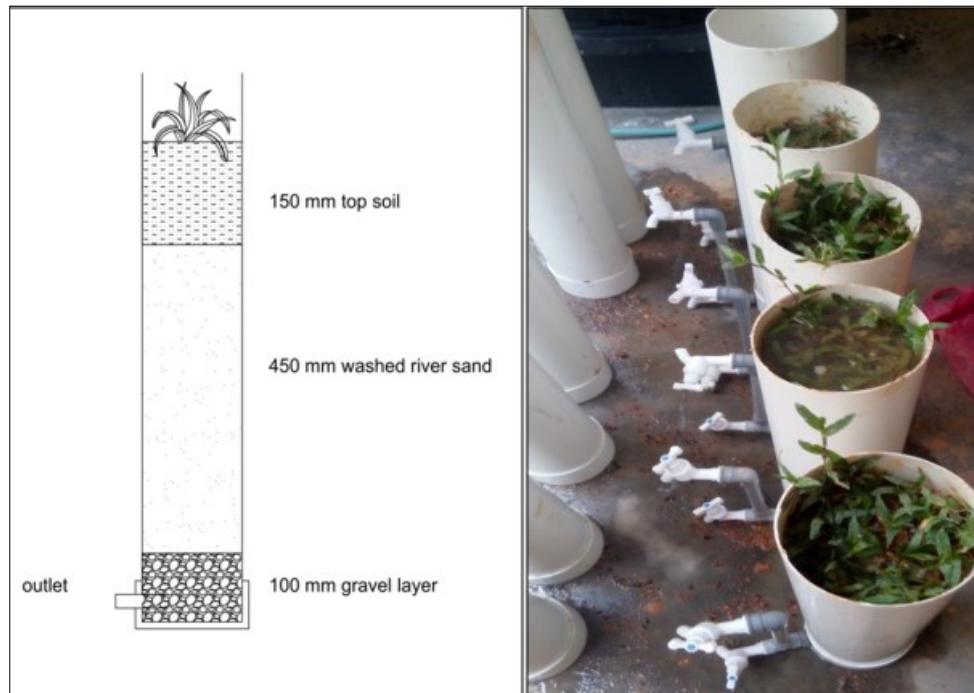 150 mm top soil
450 mm washed river sand
outlet
100 mm gravel layer